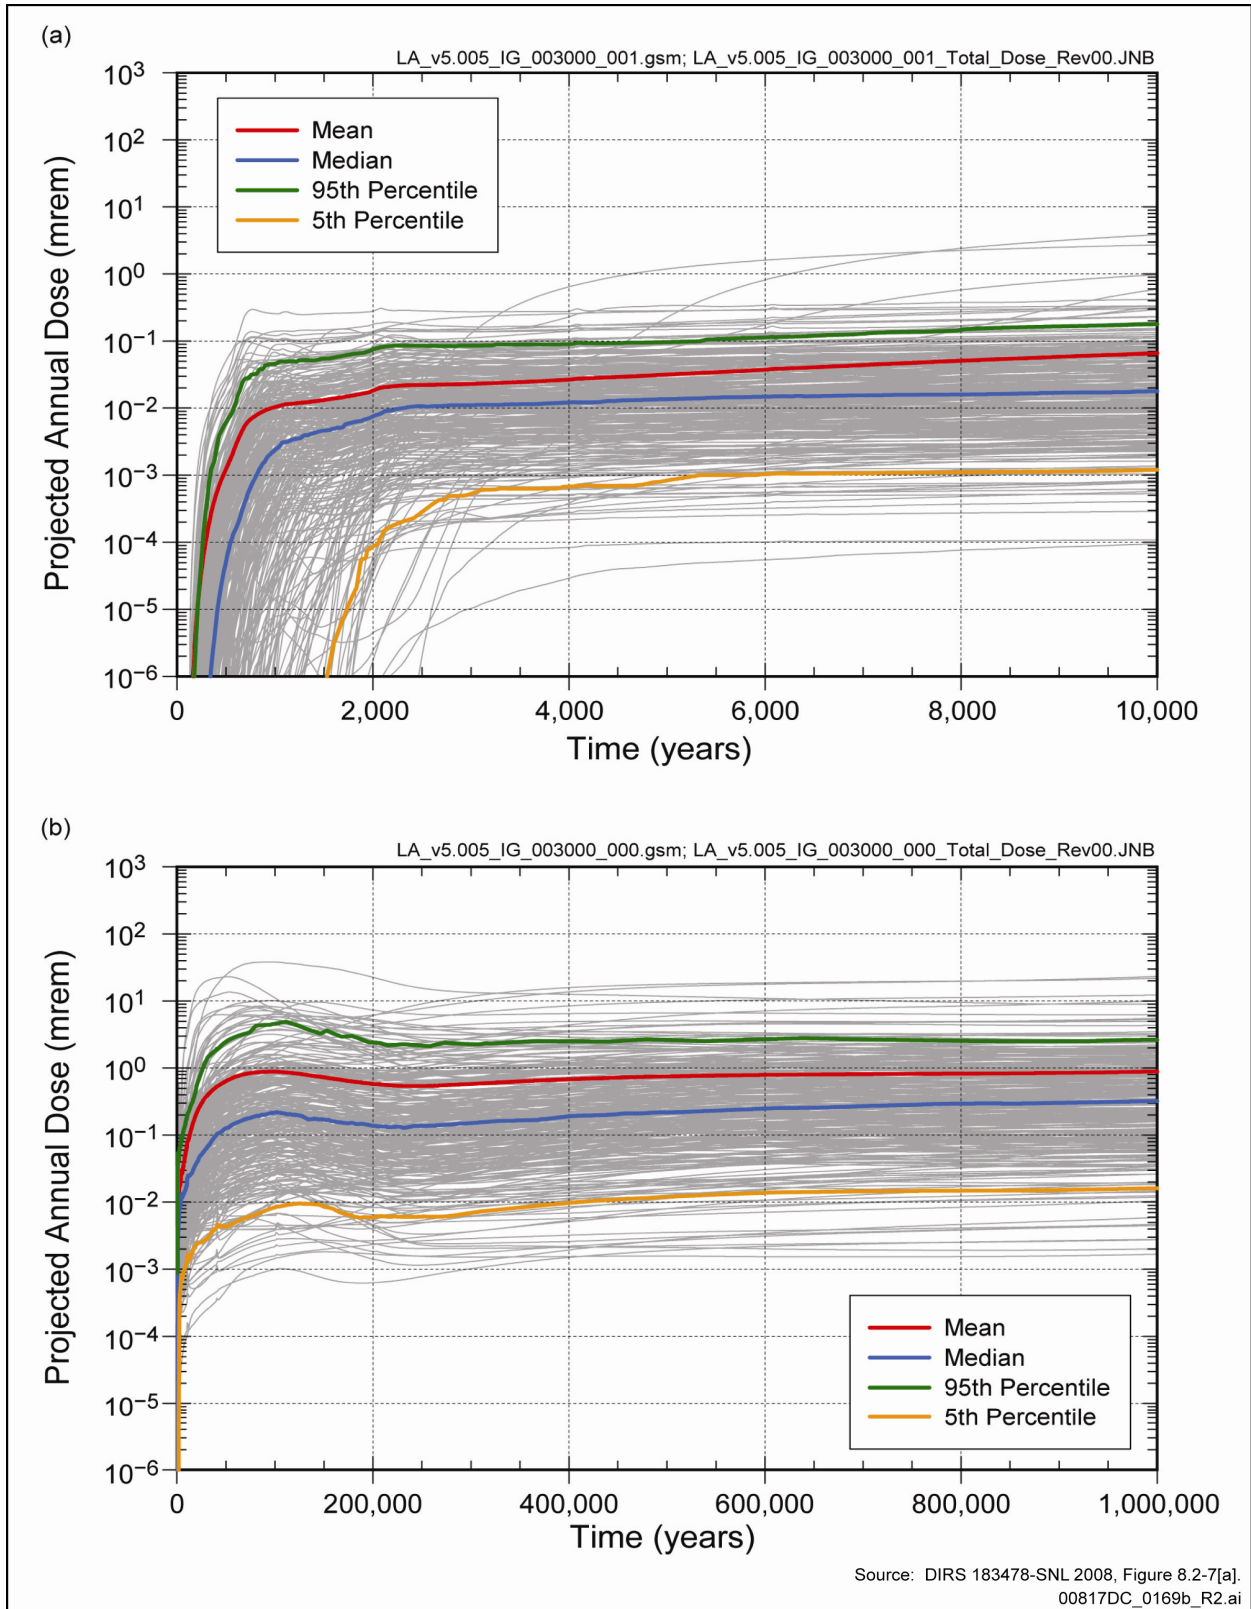 (a)
LA_v5.005_IG_003000_001.gsm; LA_v5.005_IG_003000_001_Total_Dose_Rev00.JNB
10³
10²
10¹
10⁰
10⁻¹
10⁻²
10⁻³
10⁻⁴
10⁻⁵
10⁻⁶
Projected Annual Dose (mrem)
Mean
Median
95th Percentile
5th Percentile
0 2,000 4,000 6,000 8,000 10,000
Time (years)
(b)
LA_v5.005_IG_003000_000.gsm; LA_v5.005_IG_003000_000_Total_Dose_Rev00.JNB
10³
10²
10¹
10⁰
10⁻¹
10⁻²
10⁻³
10⁻⁴
10⁻⁵
10⁻⁶
Projected Annual Dose (mrem)
Mean
Median
95th Percentile
5th Percentile
0 200,000 400,000 600,000 800,000 1,000,000
Time (years)
Source: DIRS 183478-SNL 2008, Figure 8.2-7[a].
00817DC_0169b_R2.ai